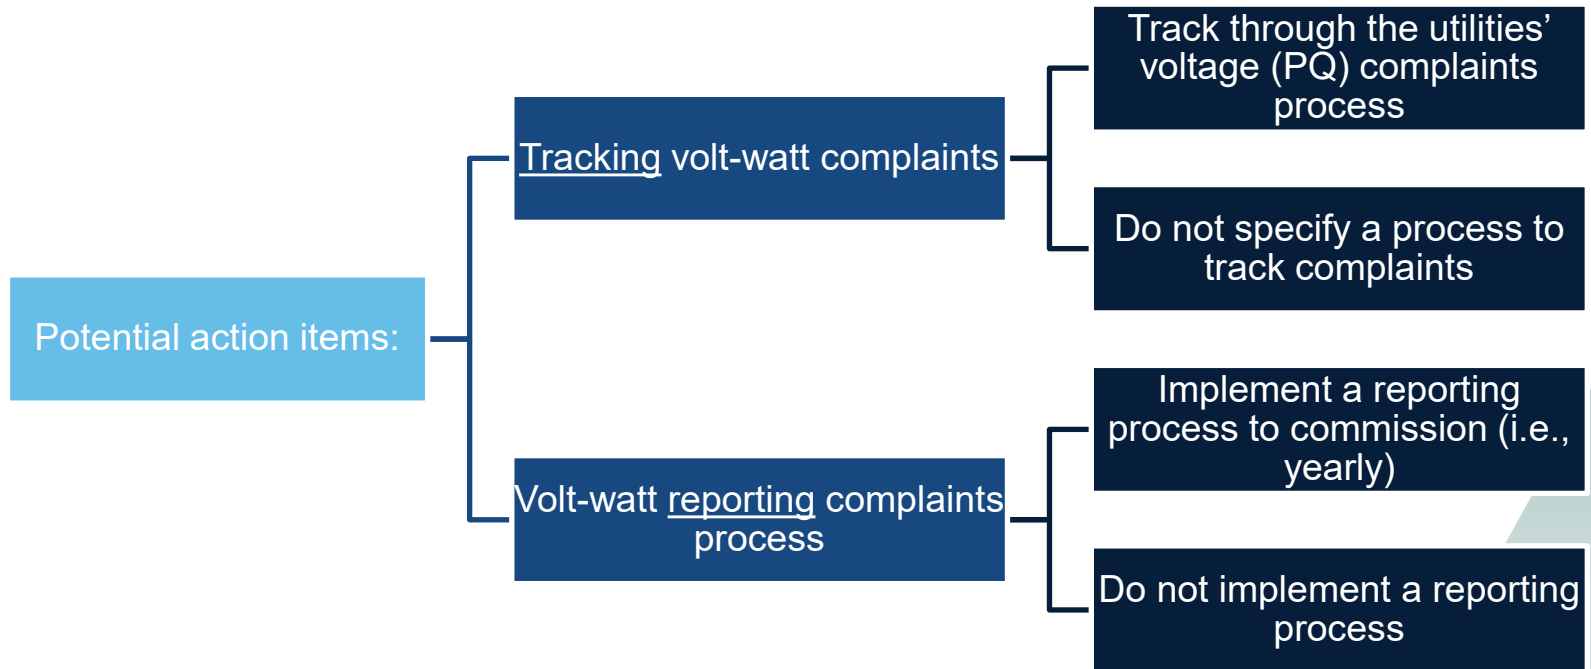 Potential action items:
Tracking volt-watt complaints
Track through the utilities’
voltage (PQ) complaints
process
Do not specify a process to
track complaints
Volt-watt reporting complaints
process
Implement a reporting
process to commission (i.e.,
yearly)
Do not implement a reporting
process